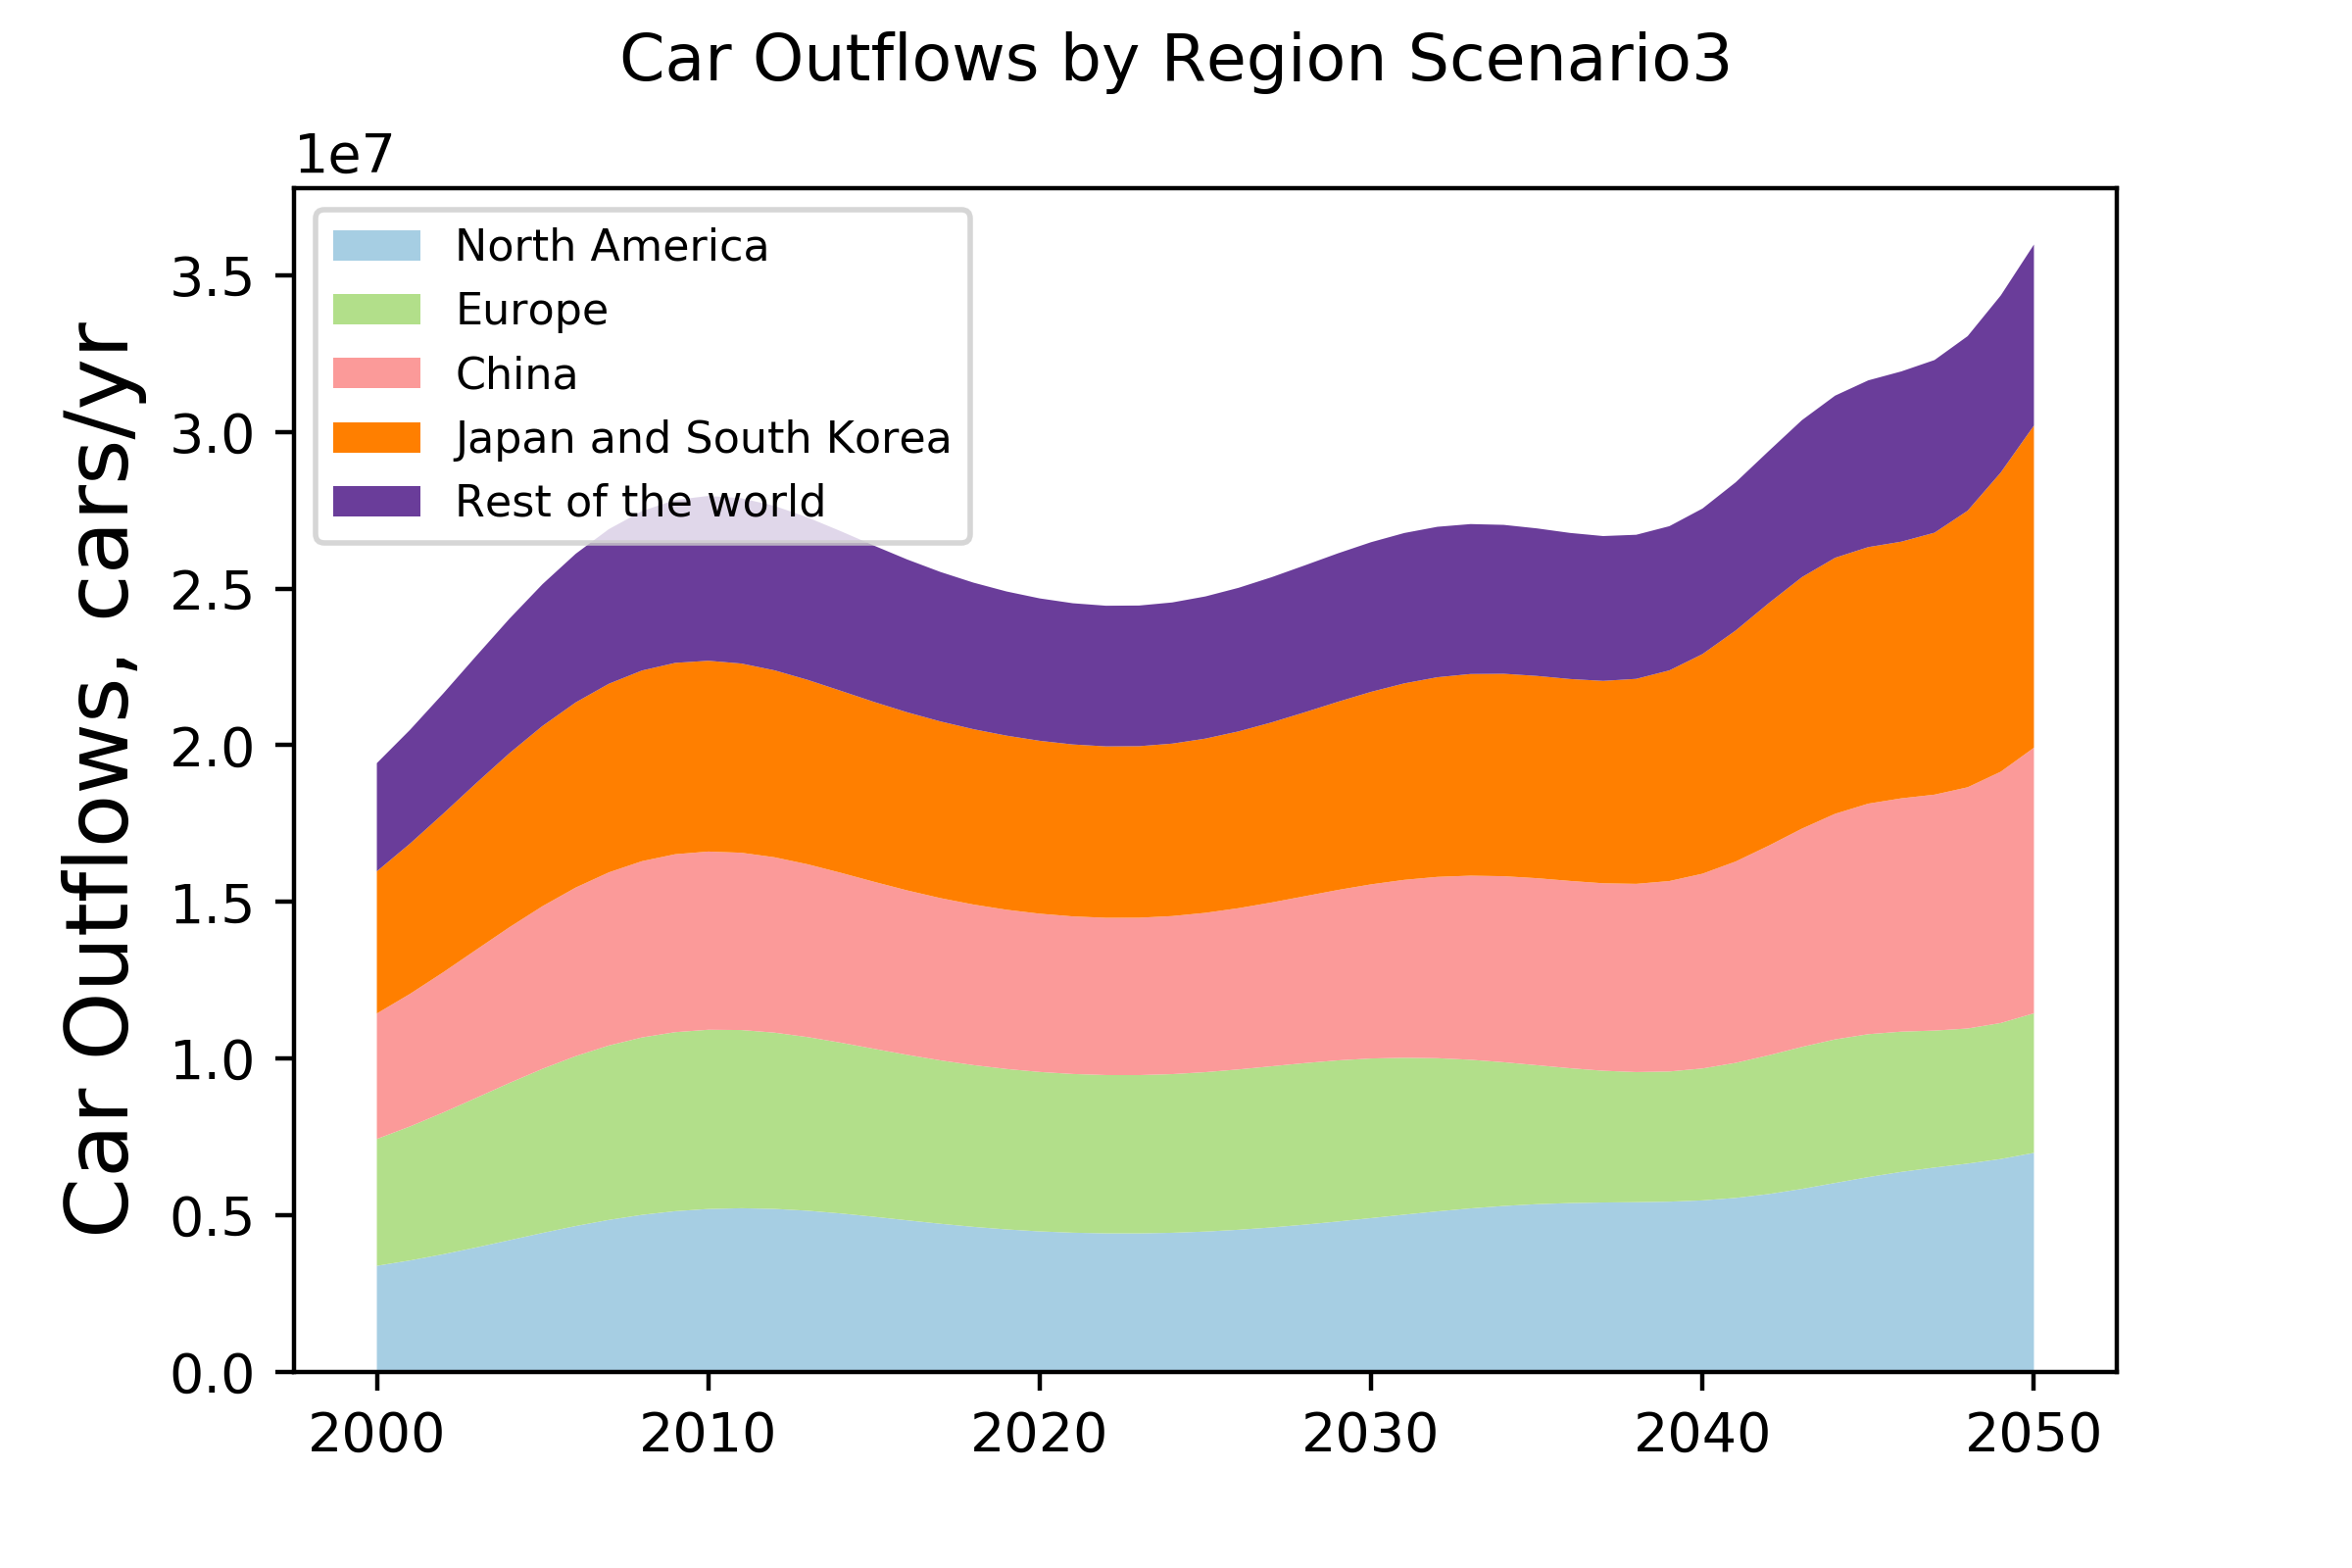 Car Outflows by Region Scenario3
1e7
North America
Europe
China
Japan and South Korea
Rest of the world
Car Outflows, cars/yr
3.5
3.0
2.5
2.0
1.5
1.0
0.5
0.0
2000 2010 2020 2030 2040 2050